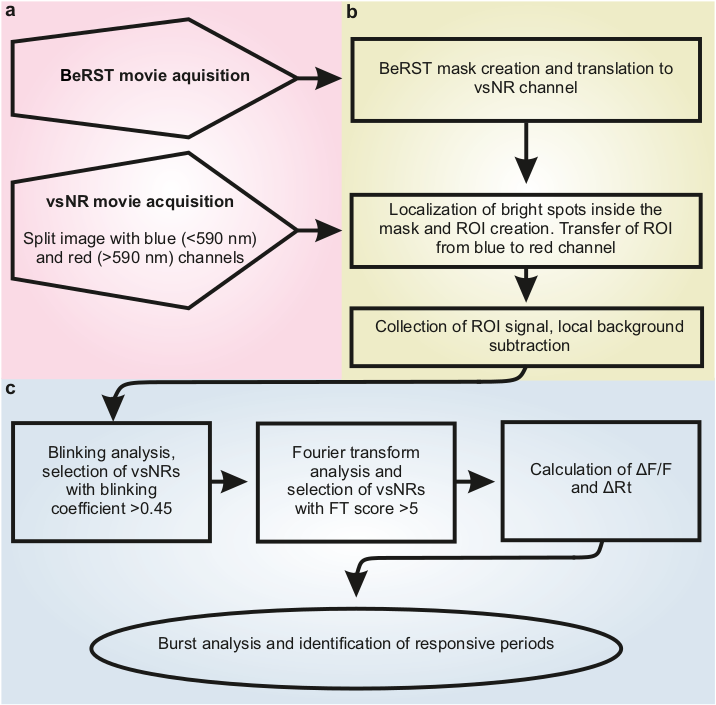 a
BeRST movie aquisition
vsNR movie acquisition
Split image with blue (<590 nm)
and red (>590 nm) channels
b
BeRST mask creation and translation to
vsNR channel
Localization of bright spots inside the
mask and ROI creation. Transfer of ROI
from blue to red channel
Collection of ROI signal, local background
subtraction
c
Blinking analysis,
selection of vsNRs
with blinking
coefficient >0.45
Fourier transform
analysis and
selection of vsNRs
with FT score >5
Calculation of ΔF/F
and ΔRt
Burst analysis and identification of responsive periods